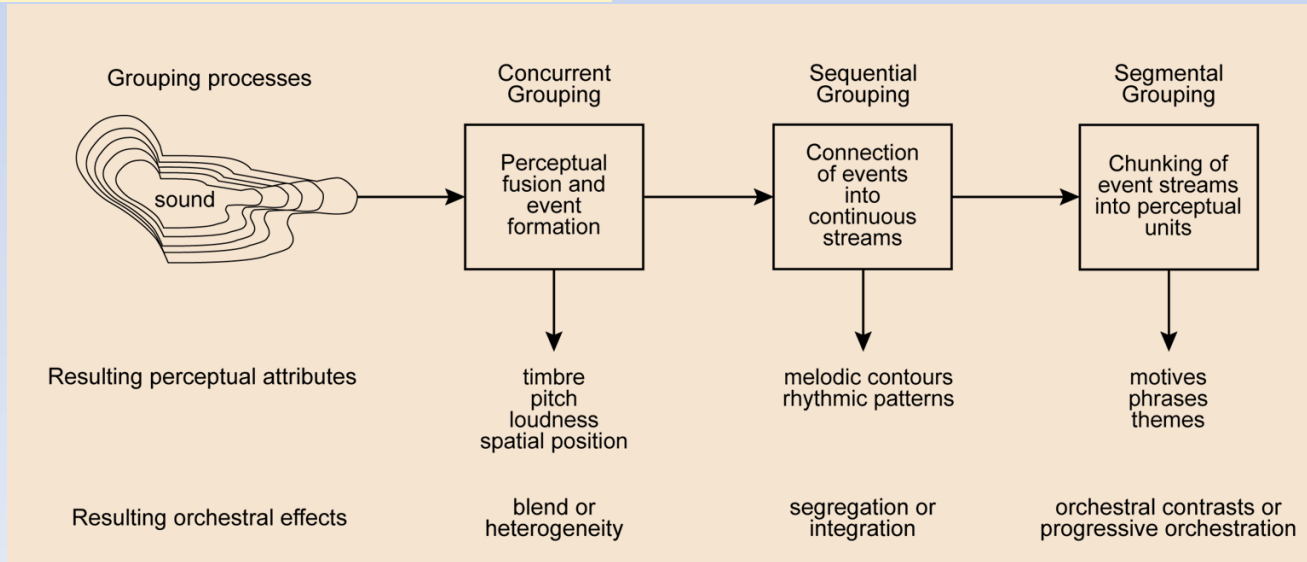 Grouping processes
Concurrent
Grouping
Sequential
Grouping
Segmental
Grouping
sound
Perceptual
fusion and
event
formation
Connection
of events
into
continuous
streams
Chunking of
event streams
into perceptual
units
Resulting perceptual attributes
timbre
pitch
loudness
spatial position
melodic contours
rhythmic patterns
motives
phrases
themes
Resulting orchestral effects
blend or
heterogeneity
segregation or
integration
orchestral contrasts or
progressive orchestration